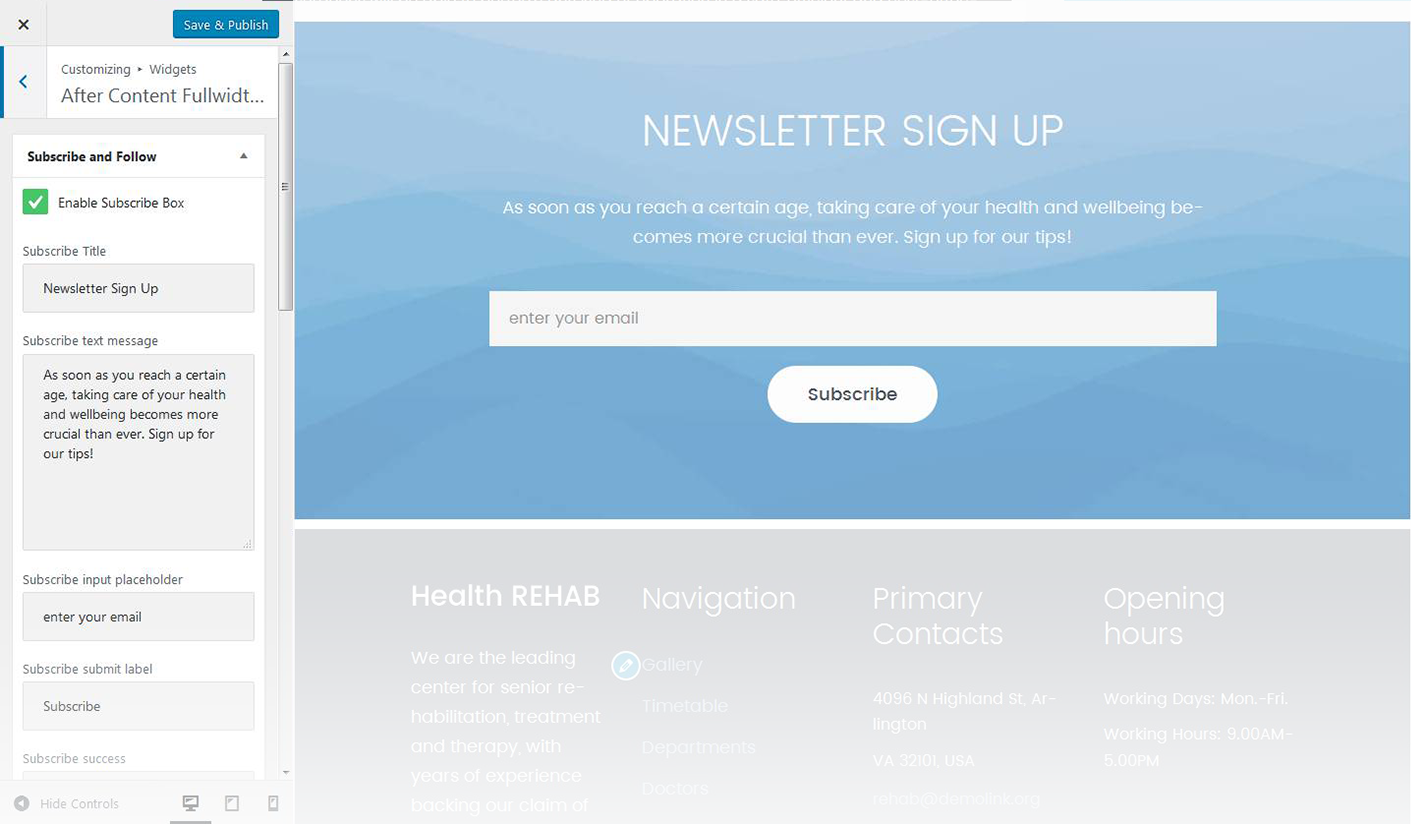 Save & Publish
Customizing ▸ Widgets
After Content Fullwidt...
Subscribe and Follow
Enable Subscribe Box
Subscribe Title
Newsletter Sign Up
Subscribe text message
As soon as you reach a certain
age, taking care of your health
and wellbeing becomes more
crucial than ever. Sign up for
our tips!
Subscribe input placeholder
enter your email
Subscribe submit label
Subscribe
Subscribe success
Hide Controls
NEWSLETTER SIGN UP
As soon as you reach a certain age, taking care of your health and wellbeing be-
comes more crucial than ever. Sign up for our tips!
enter your email
Subscribe
Health REHAB
We are the leading
center for senior re-
habilitation, treatment
and therapy, with
years of experience
backing our claim of
Navigation
Gallery
Timetable
Departments
Doctors
Primary
Contacts
4096 N Highland St, Ar-
lington
VA 32101, USA
rehab@demolink.org
Opening
hours
Working Days: Mon.-Fri.
Working Hours: 9.00AM-
5.00PM